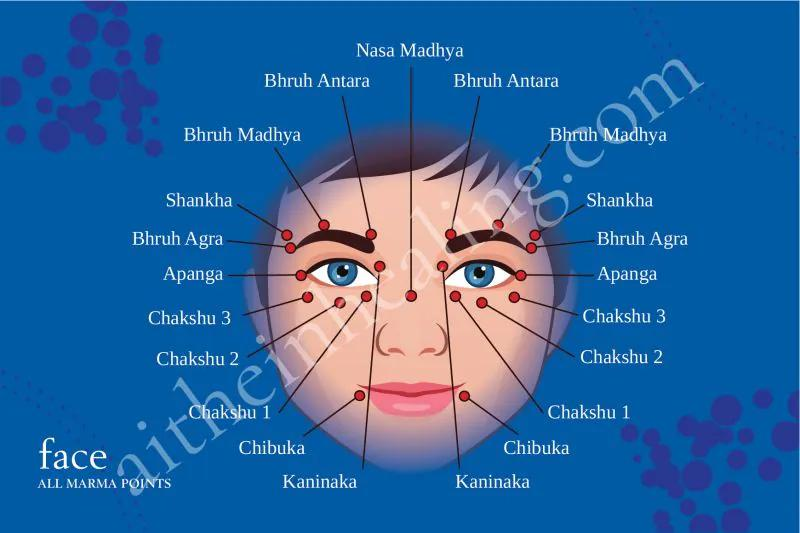 Nasa Madhya
Bhruh Antara
Bhruh Antara
Bhruh Madhya
Bhruh Madhya
Shankha
Shankha
Bhruh Agra
Bhruh Agra
Apanga
Apanga
Chakshu 3
Chakshu 3
Chakshu 2
Chakshu 2
Chakshu 1
Chakshu 1
Chibuka
Chibuka
Kaninaka
Kaninaka
face
ALL MARMA POINTS
aitheinhealing.com